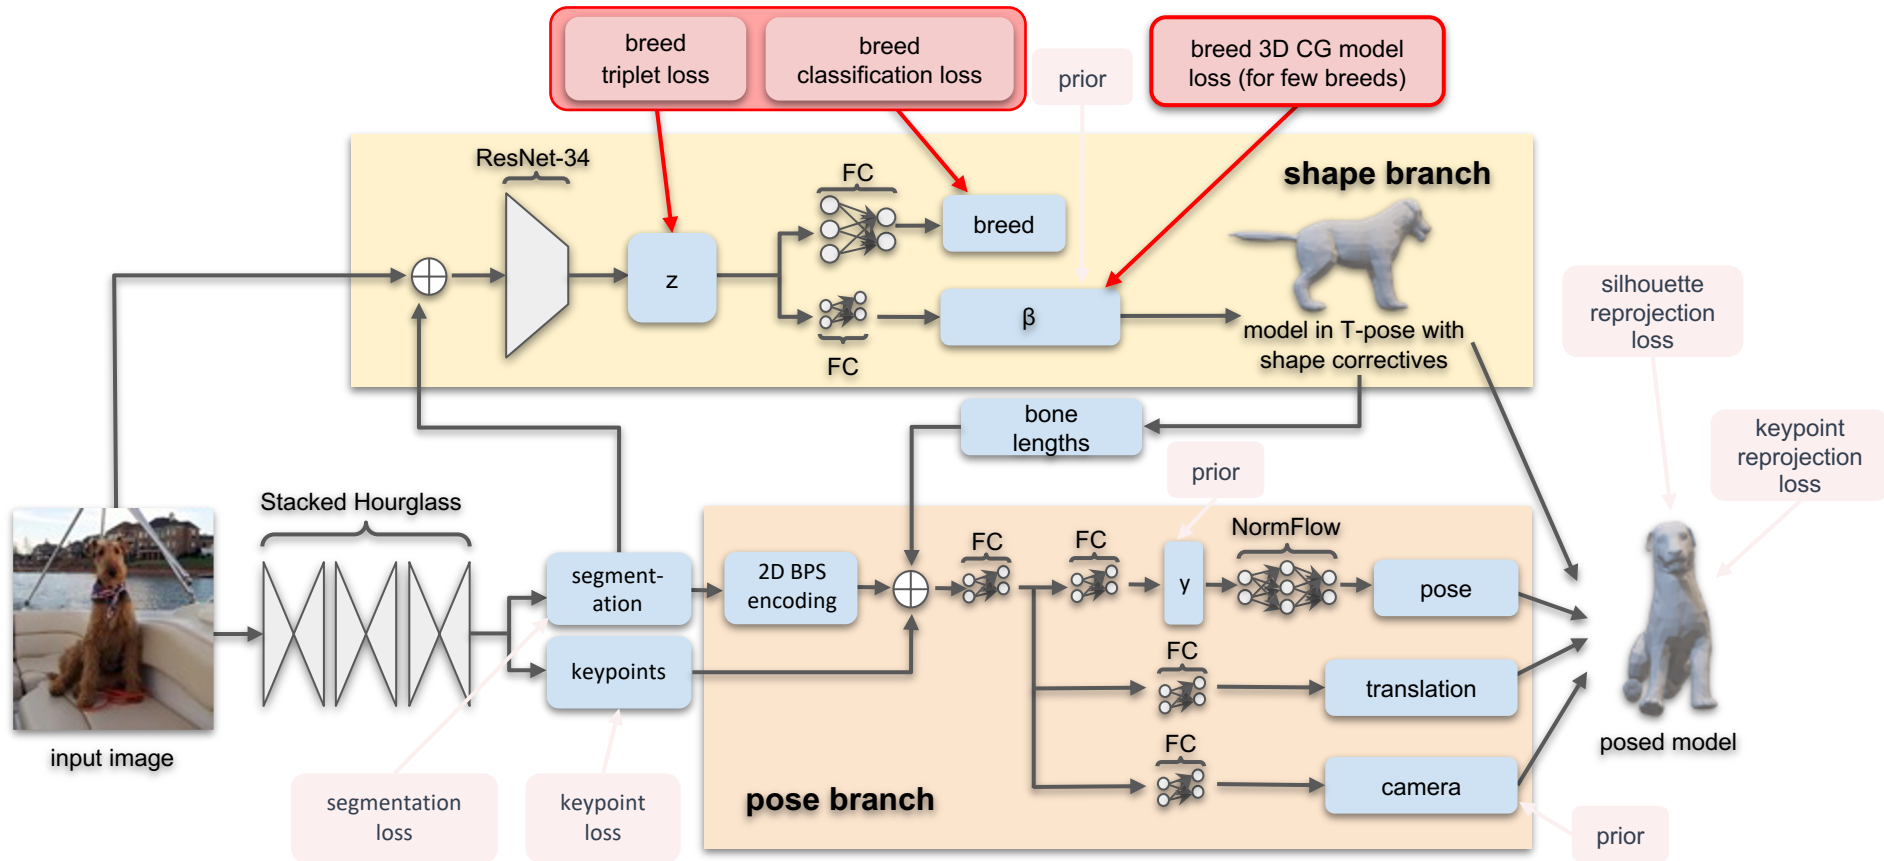 breed
triplet loss
breed
classification loss
prior
breed 3D CG model
loss (for few breeds)
ResNet-34
FC
shape branch
breed
z
β
FC
model in T-pose with
shape correctives
silhouette
reprojection
loss
bone
lengths
keypoint
reprojection
loss
prior
Stacked Hourglass
NormFlow
FC
FC
segment-
ation
2D BPS
encoding
y
pose
keypoints
FC
translation
input image
posed model
FC
camera
pose branch
segmentation
loss
keypoint
loss
prior